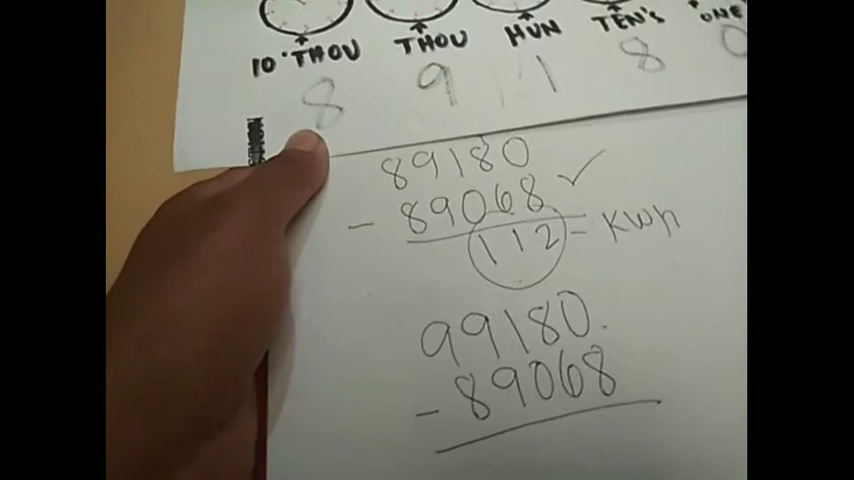 10'THOU THOU HUN TEN's ONE'
8 9 1 8 0
89180
- 89068 ✓
112 = KWh
99180.
- 89068